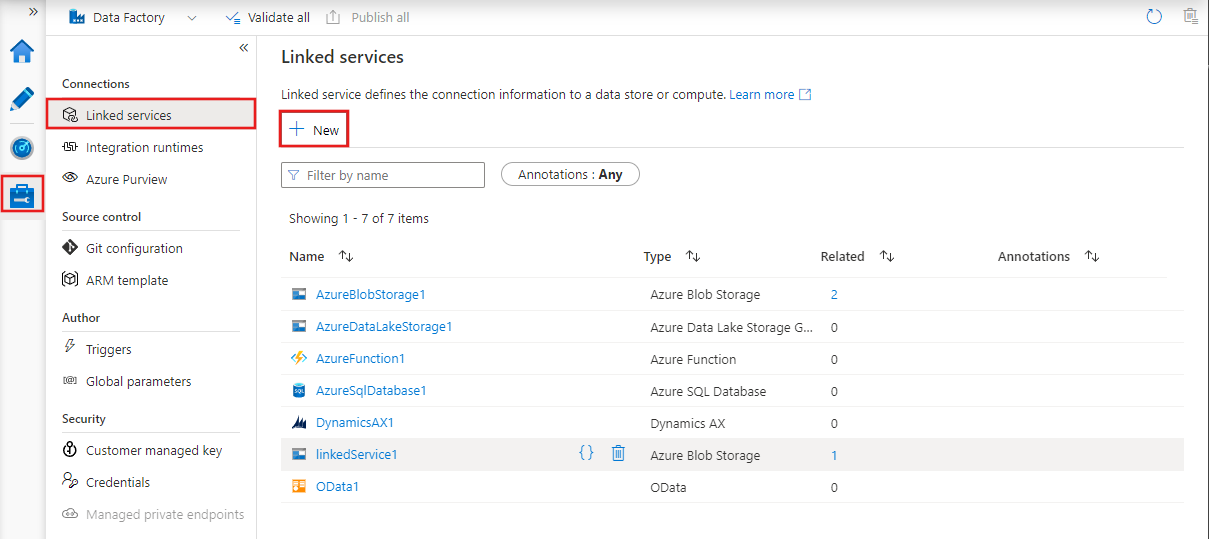 Data Factory
Validate all
Publish all
Connections
Linked services
Integration runtimes
Azure Purview
Source control
Git configuration
ARM template
Author
Triggers
Global parameters
Security
Customer managed key
Credentials
Managed private endpoints
Linked services
Linked service defines the connection information to a data store or compute. Learn more
New
Filter by name
Annotations : Any
Showing 1 - 7 of 7 items
Name Type Related Annotations
AzureBlobStorage1 Azure Blob Storage 2
AzureDataLakeStorage1 Azure Data Lake Storage G... 0
AzureFunction1 Azure Function 0
SQL AzureSqlDatabase1 Azure SQL Database 0
DynamicsAX1 Dynamics AX 0
linkedService1 {} Azure Blob Storage 1
OData1 OData 0